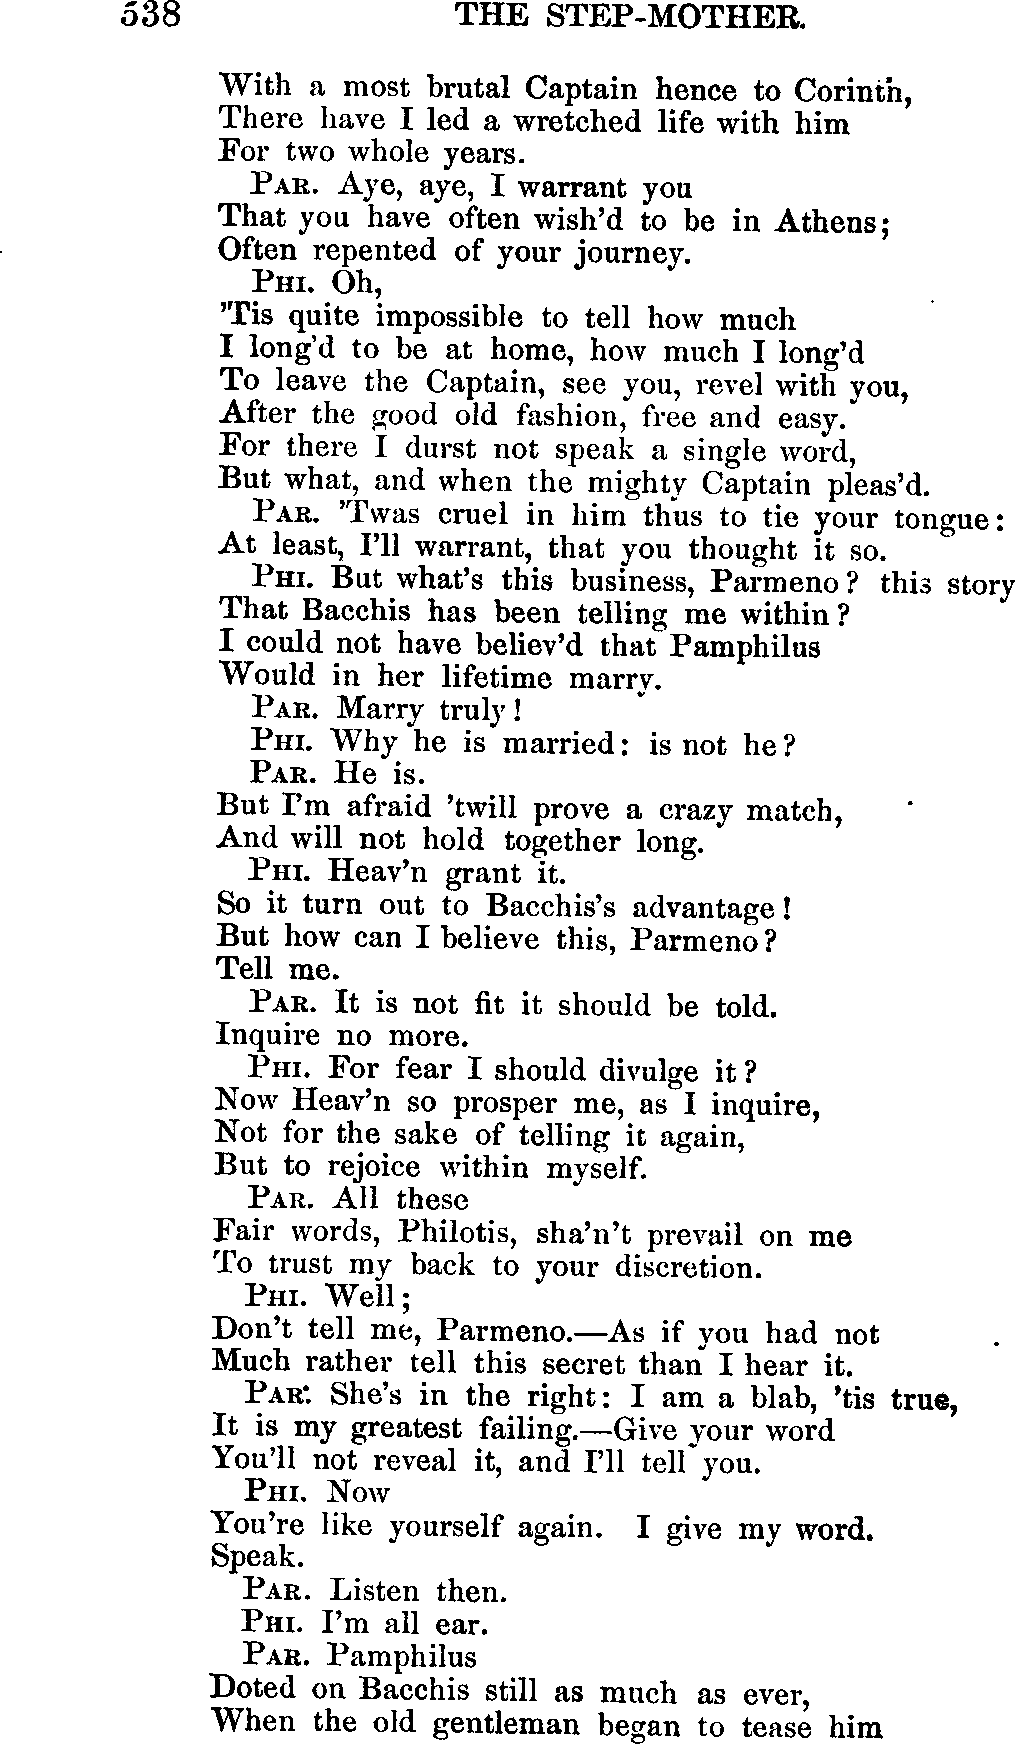 538 THE STEP-MOTHER.
With a most brutal Captain hence to Corinth,
There have I led a wretched life with him
For two whole years.
PAR. Aye, aye, I warrant you
That you have often wish'd to be in Athens;
Often repented of your journey.
PHI. Oh,
'Tis quite impossible to tell how much
I long'd to be at home, how much I long'd
To leave the Captain, see you, revel with you,
After the good old fashion, free and easy.
For there I durst not speak a single word,
But what, and when the mighty Captain pleas'd.
PAR. 'Twas cruel in him thus to tie your tongue:
At least, I'll warrant, that you thought it so.
PHI. But what's this business, Parmeno? this story
That Bacchis has been telling me within?
I could not have believ'd that Pamphilus
Would in her lifetime marry.
PAR. Marry truly!
PHI. Why he is married: is not he?
PAR. He is.
But I'm afraid 'twill prove a crazy match,
And will not hold together long.
PHI. Heav'n grant it.
So it turn out to Bacchis's advantage!
But how can I believe this, Parmeno?
Tell me.
PAR. It is not fit it should be told.
Inquire no more.
PHI. For fear I should divulge it?
Now Heav'n so prosper me, as I inquire,
Not for the sake of telling it again,
But to rejoice within myself.
PAR. All these
Fair words, Philotis, sha'n't prevail on me
To trust my back to your discretion.
PHI. Well;
Don't tell me, Parmeno.—As if you had not
Much rather tell this secret than I hear it.
PAR. She's in the right: I am a blab, 'tis true,
It is my greatest failing.—Give your word
You'll not reveal it, and I'll tell you.
PHI. Now
You're like yourself again. I give my word.
Speak.
PAR. Listen then.
PHI. I'm all ear.
PAR. Pamphilus
Doted on Bacchis still as much as ever,
When the old gentleman began to tease him